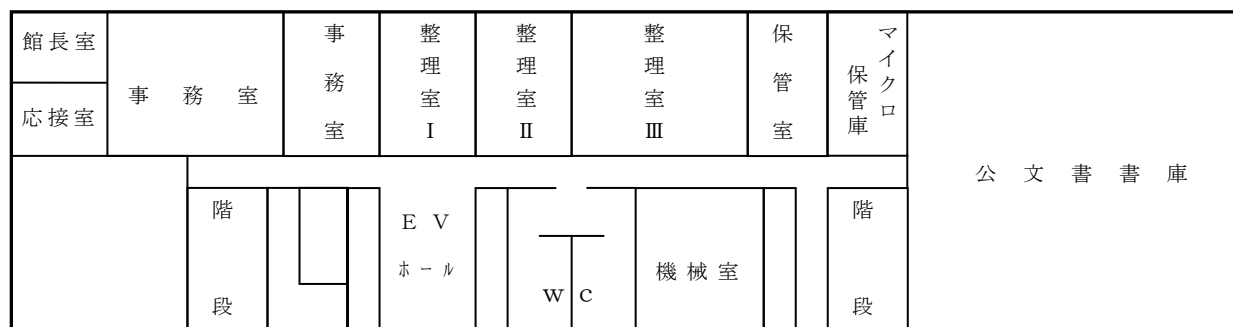 館長室
応接室
事務室
事務室
整理室Ⅰ
整理室Ⅱ
整理室Ⅲ
保管室
マイクロ
保管庫
公文書書庫
階段
ＥＶ
ホール
ｗｃ
機械室
階段